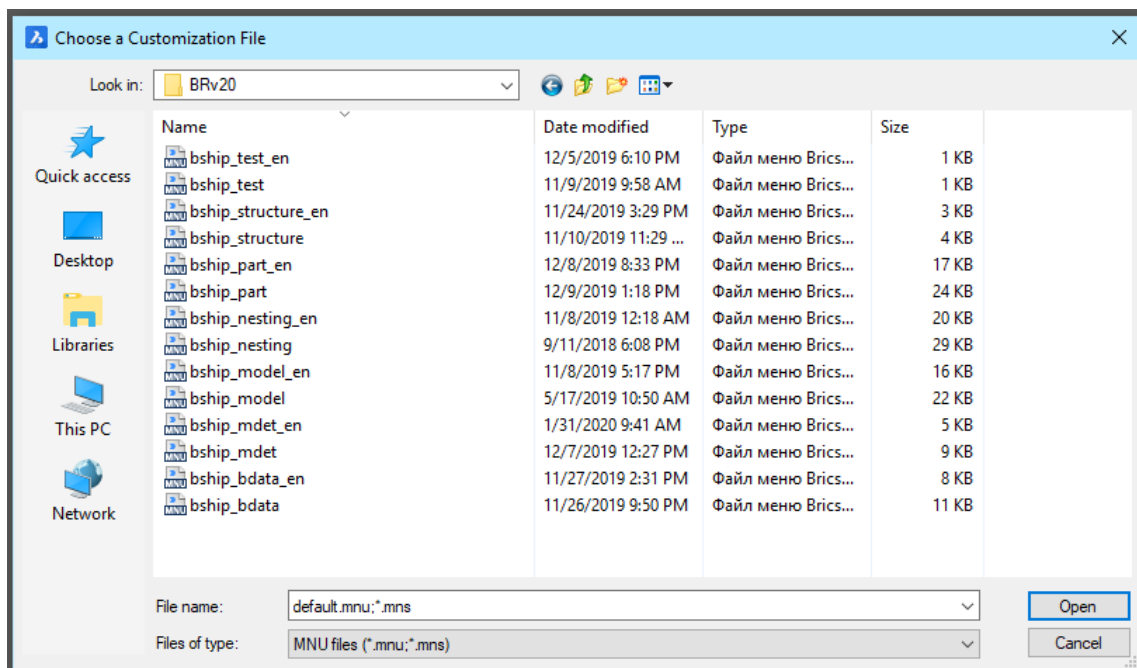 Choose a Customization File
Look in: BRv20
Name Date modified Type Size
bship_test_en 12/5/2019 6:10 PM Файл меню Brics... 1 KB
bship_test 11/9/2019 9:58 AM Файл меню Brics... 1 KB
bship_structure_en 11/24/2019 3:29 PM Файл меню Brics... 3 KB
bship_structure 11/10/2019 11:29 ... Файл меню Brics... 4 KB
bship_part_en 12/8/2019 8:33 PM Файл меню Brics... 17 KB
bship_part 12/9/2019 1:18 PM Файл меню Brics... 24 KB
bship_nesting_en 11/8/2019 12:18 AM Файл меню Brics... 20 KB
bship_nesting 9/11/2018 6:08 PM Файл меню Brics... 29 KB
bship_model_en 11/8/2019 5:17 PM Файл меню Brics... 16 KB
bship_model 5/17/2019 10:50 AM Файл меню Brics... 22 KB
bship_mdet_en 1/31/2020 9:41 AM Файл меню Brics... 5 KB
bship_mdet 12/7/2019 12:27 PM Файл меню Brics... 9 KB
bship_bdata_en 11/27/2019 2:31 PM Файл меню Brics... 8 KB
bship_bdata 11/26/2019 9:50 PM Файл меню Brics... 11 KB
Quick access
Desktop
Libraries
This PC
Network
File name: default.mnu;*.mns Open
Files of type: MNU files (*.mnu;*.mns) Cancel